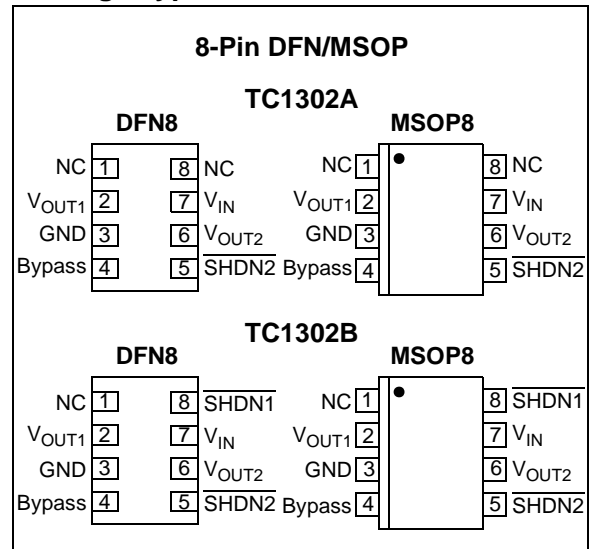 8-Pin DFN/MSOP
TC1302A
DFN8 MSOP8
NC 1 8 NC NC 1 8 NC
VOUT1 2 7 VIN VOUT1 2 7 VIN
GND 3 6 VOUT2 GND 3 6 VOUT2
Bypass 4 5 SHDN2 Bypass 4 5 SHDN2
TC1302B
DFN8 MSOP8
NC 1 8 SHDN1 NC 1 8 SHDN1
VOUT1 2 7 VIN VOUT1 2 7 VIN
GND 3 6 VOUT2 GND 3 6 VOUT2
Bypass 4 5 SHDN2 Bypass 4 5 SHDN2